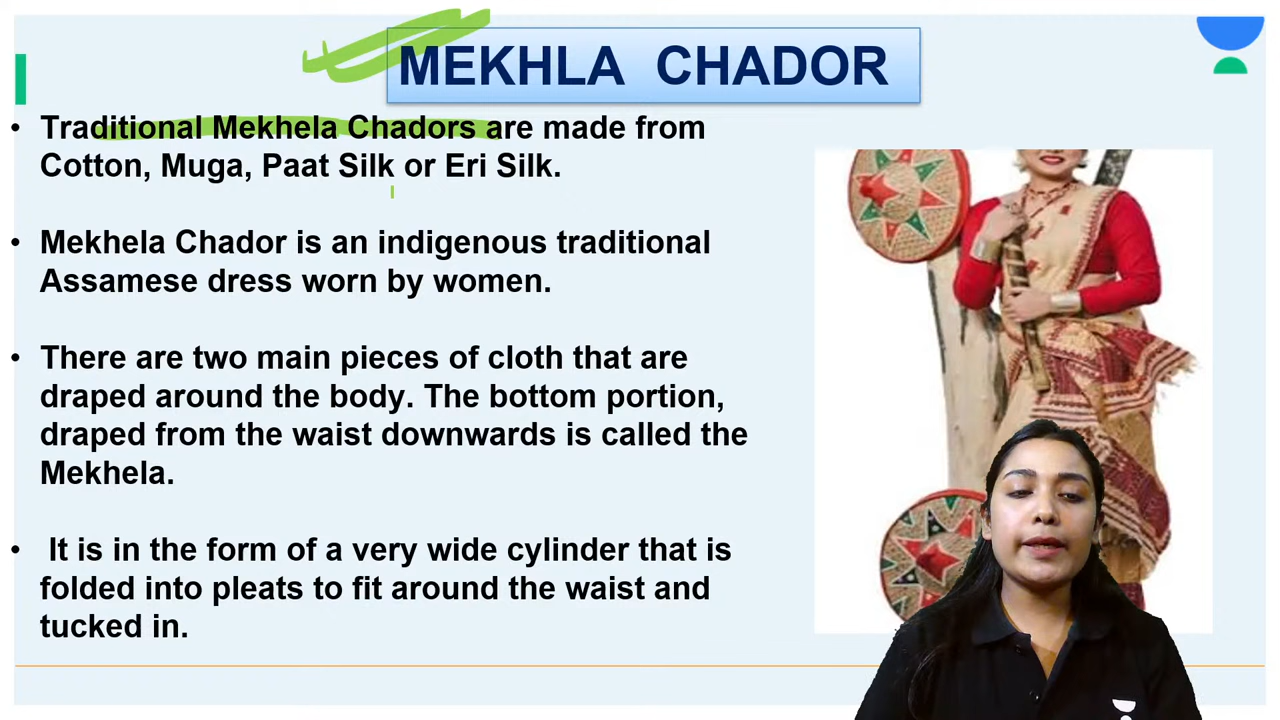 MEKHLA CHADOR
• Traditional Mekhela Chadors are made from
Cotton, Muga, Paat Silk or Eri Silk.
• Mekhela Chador is an indigenous traditional
Assamese dress worn by women.
• There are two main pieces of cloth that are
draped around the body. The bottom portion,
draped from the waist downwards is called the
Mekhela.
• It is in the form of a very wide cylinder that is
folded into pleats to fit around the waist and
tucked in.